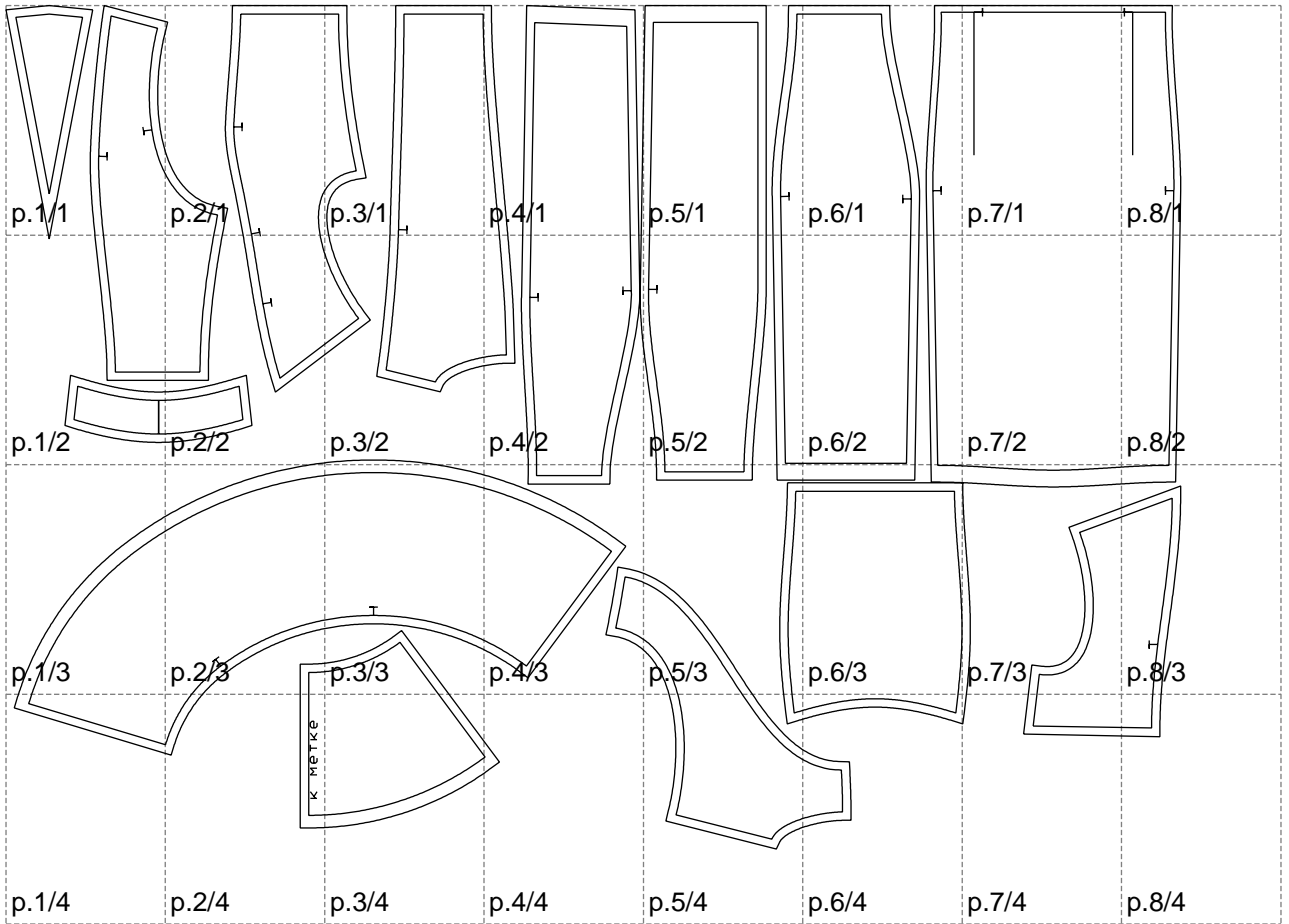 p.1/1 p.2/1 p.3/1 p.4/1 p.5/1 p.6/1 p.7/1 p.8/1
p.1/2 p.2/2 p.3/2 p.4/2 p.5/2 p.6/2 p.7/2 p.8/2
p.1/3 p.2/3 p.3/3 p.4/3 p.5/3 p.6/3 p.7/3 p.8/3
к метке
p.1/4 p.2/4 p.3/4 p.4/4 p.5/4 p.6/4 p.7/4 p.8/4